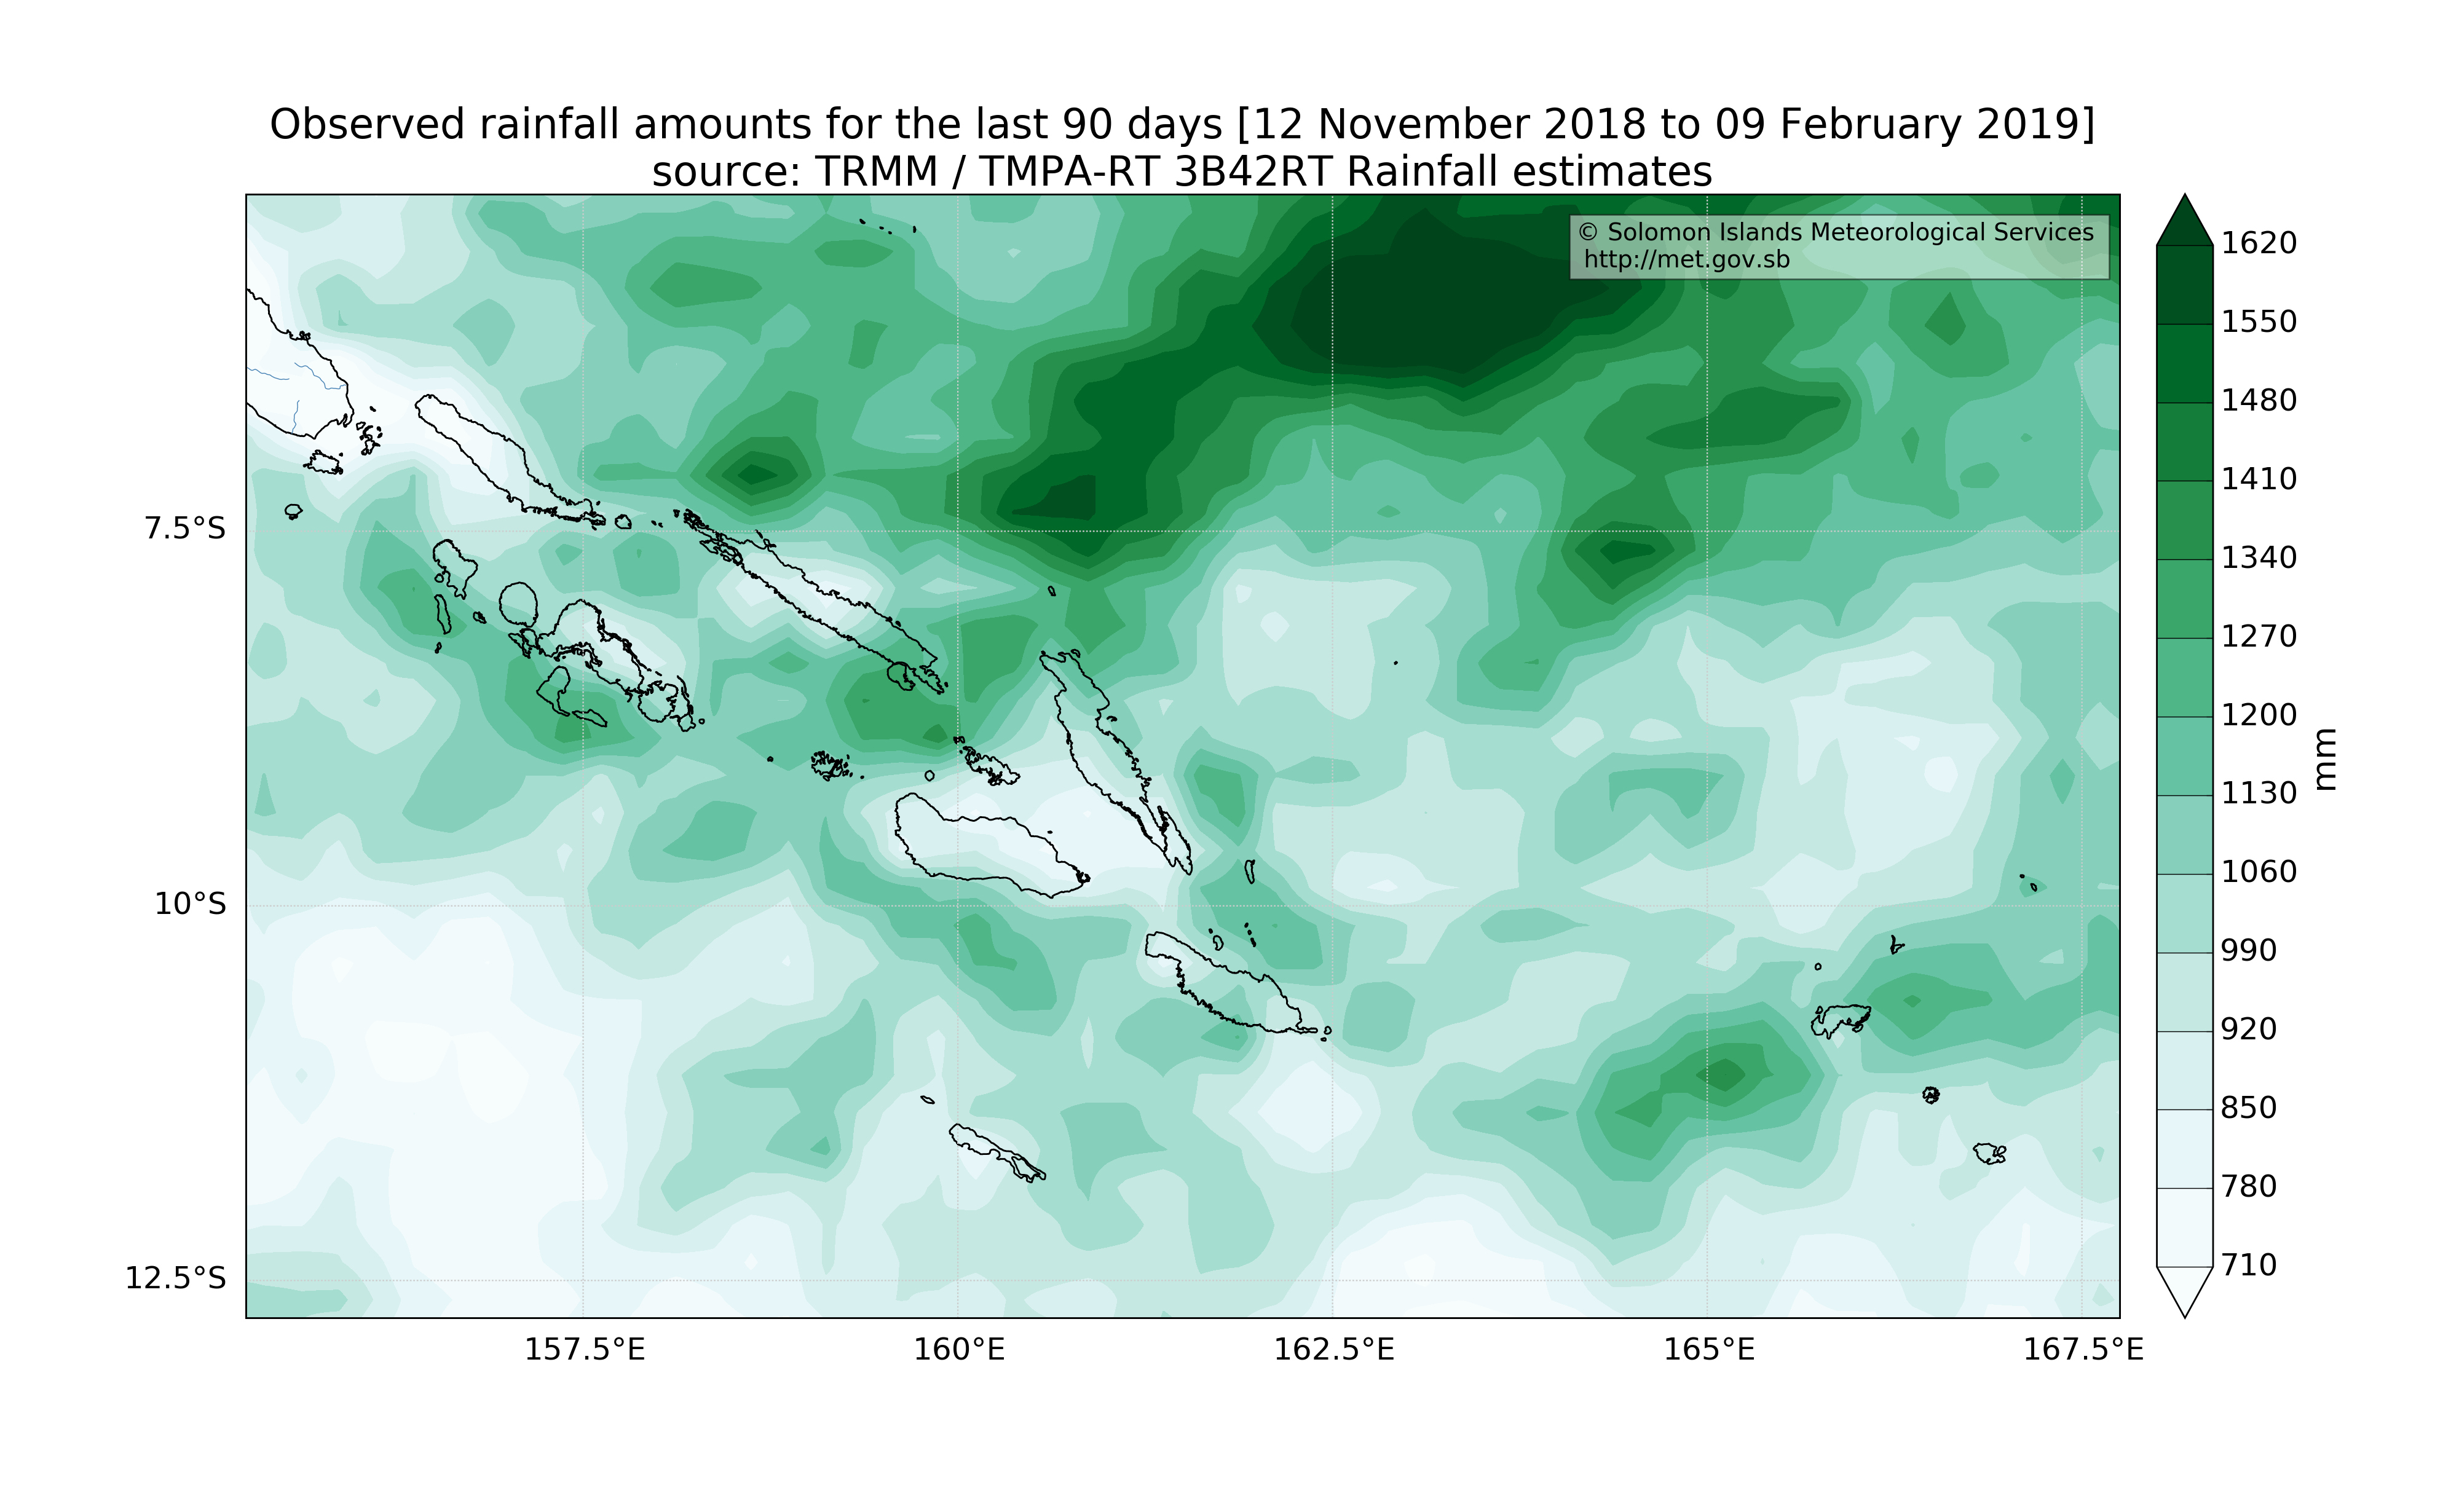 Observed rainfall amounts for the last 90 days [12 November 2018 to 09 February 2019]
source: TRMM / TMPA-RT 3B42RT Rainfall estimates
© Solomon Islands Meteorological Services
http://met.gov.sb
7.5°S
10°S
12.5°S
157.5°E
160°E
162.5°E
165°E
167.5°E
1620
1550
1480
1410
1340
1270
1200
1130
1060
990
920
850
780
710
mm